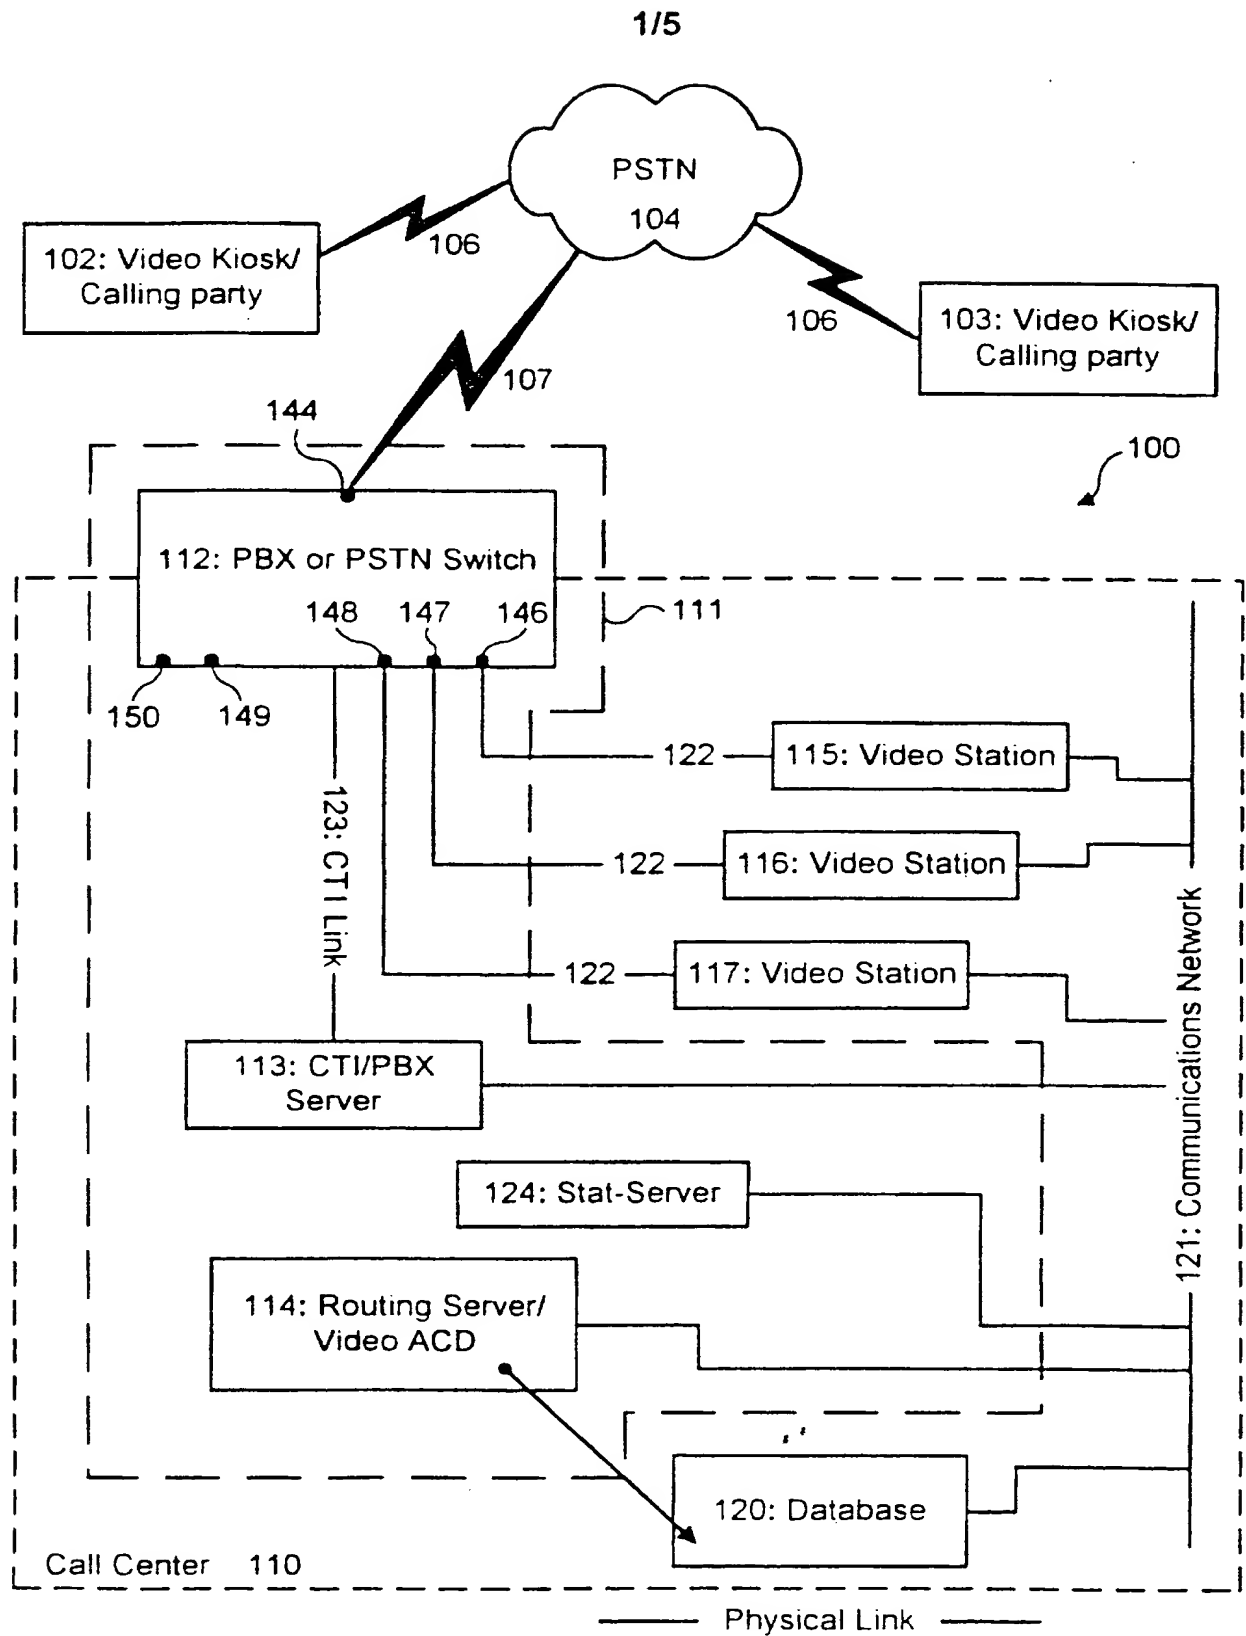 1/5
PSTN
104
106
102: Video Kiosk/
Calling party
106
103: Video Kiosk/
Calling party
107
144
100
112: PBX or PSTN Switch
148
147
146
111
150
149
122
115: Video Station
123: CTI Link
122
116: Video Station
122
117: Video Station
121: Communications Network
113: CTI/PBX
Server
124: Stat-Server
114: Routing Server/
Video ACD
120: Database
Call Center 110
Physical Link